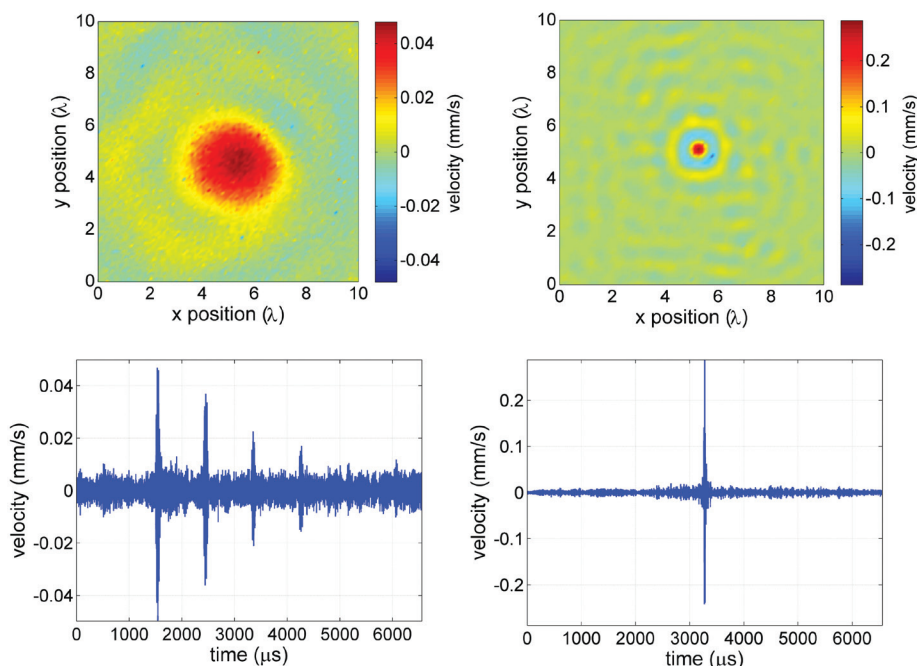 10
8
6
4
2
0
y position (λ)
0 2 4 6 8 10
x position (λ)
0.04
0.02
0
-0.02
-0.04
velocity (mm/s)
10
8
6
4
2
0
y position (λ)
0 2 4 6 8 10
x position (λ)
0.2
0.1
0
-0.1
-0.2
velocity (mm/s)
0.04
0.02
0
-0.02
-0.04
velocity (mm/s)
0 1000 2000 3000 4000 5000 6000
time (μs)
0.2
0.1
0
-0.1
-0.2
velocity (mm/s)
0 1000 2000 3000 4000 5000 6000
time (μs)